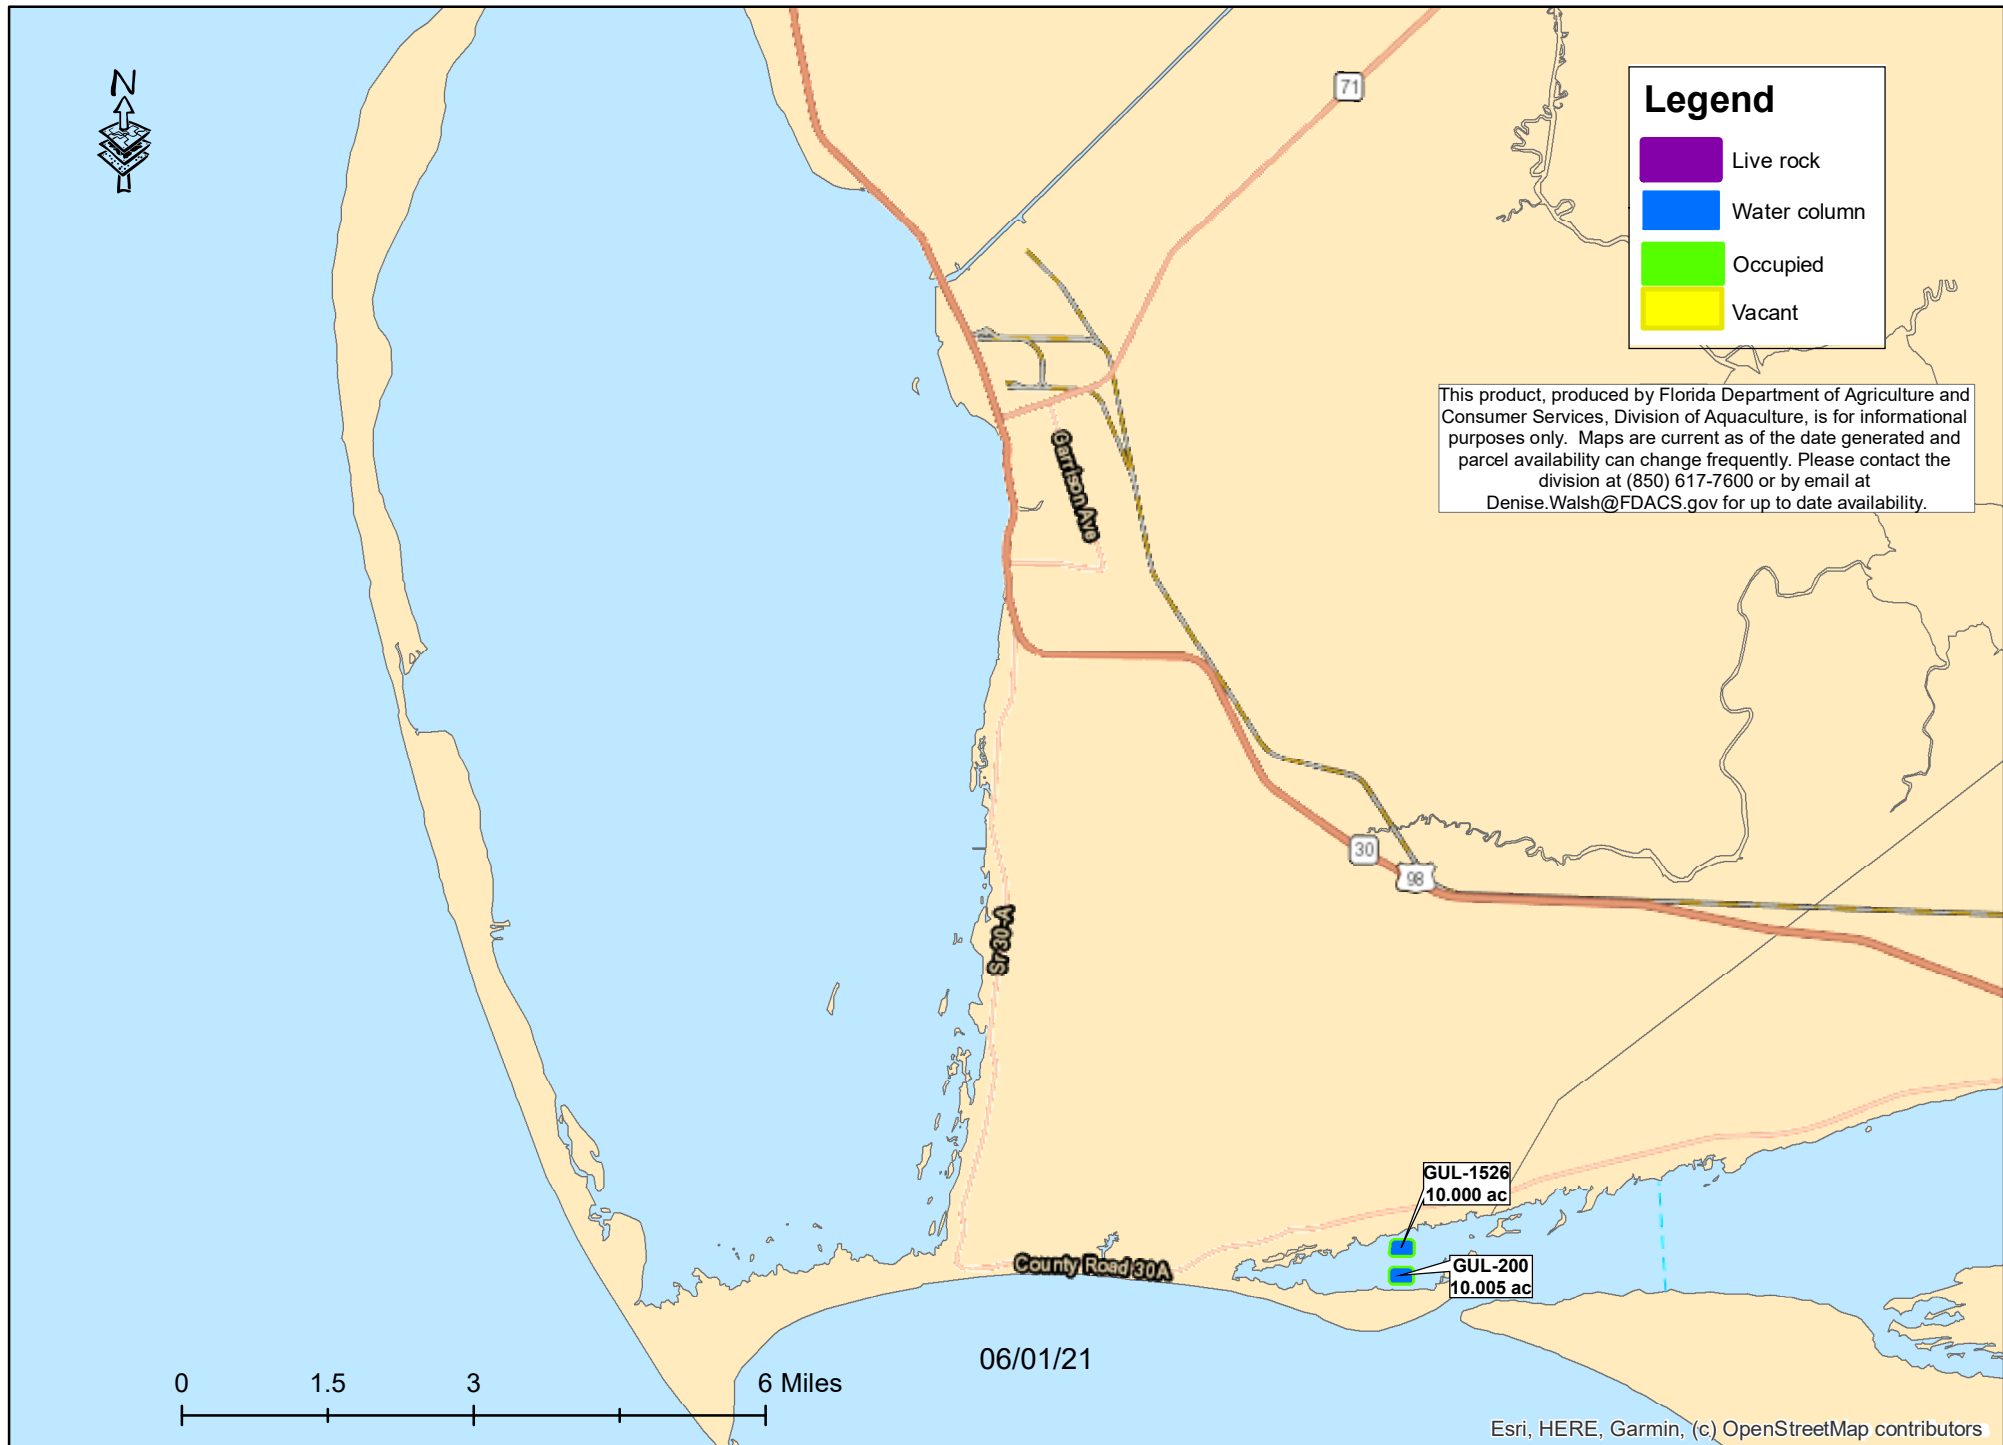 N
71
Legend
Live rock
Water column
Occupied
Vacant
This product, produced by Florida Department of Agriculture and
Consumer Services, Division of Aquaculture, is for informational
purposes only.  Maps are current as of the date generated and
parcel availability can change frequently. Please contact the
division at (850) 617-7600 or by email at
Denise.Walsh@FDACS.gov for up to date availability.
Garrison Ave
30
98
Sr 30-A
GUL-1526
10.000 ac
County Road 30A
GUL-200
10.005 ac
06/01/21
0 1.5 3 6 Miles
Esri, HERE, Garmin, (c) OpenStreetMap contributors